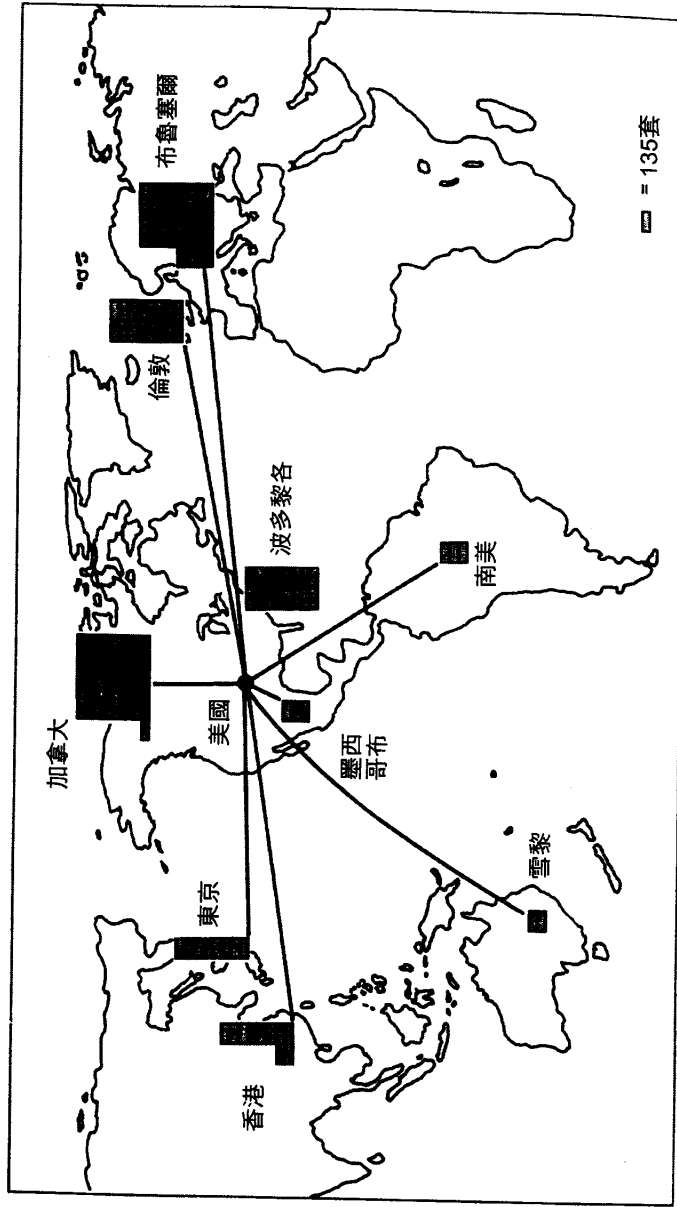 加拿大
東京
香港
美國
墨西
哥布
雪黎
南美
波多黎各
倫敦
布魯塞爾
= 135套